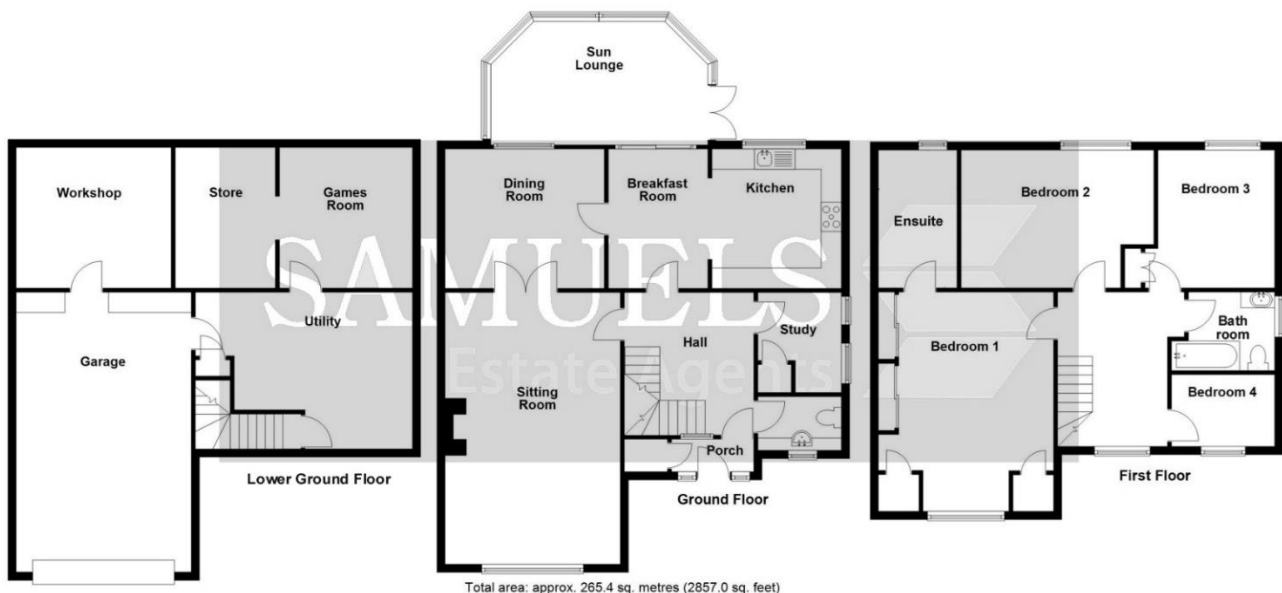 Sun
Lounge
Workshop
Store
Games
Room
Dining
Room
Breakfast
Room
Kitchen
Ensuite
Bedroom 2
Bedroom 3
SAMUELS
Estate Agents
Garage
Utility
Hall
Study
Sitting
Room
Bedroom 1
Bath
room
Bedroom 4
Porch
Lower Ground Floor
Ground Floor
First Floor
Total area: approx. 265.4 sq. metres (2857.0 sq. feet)